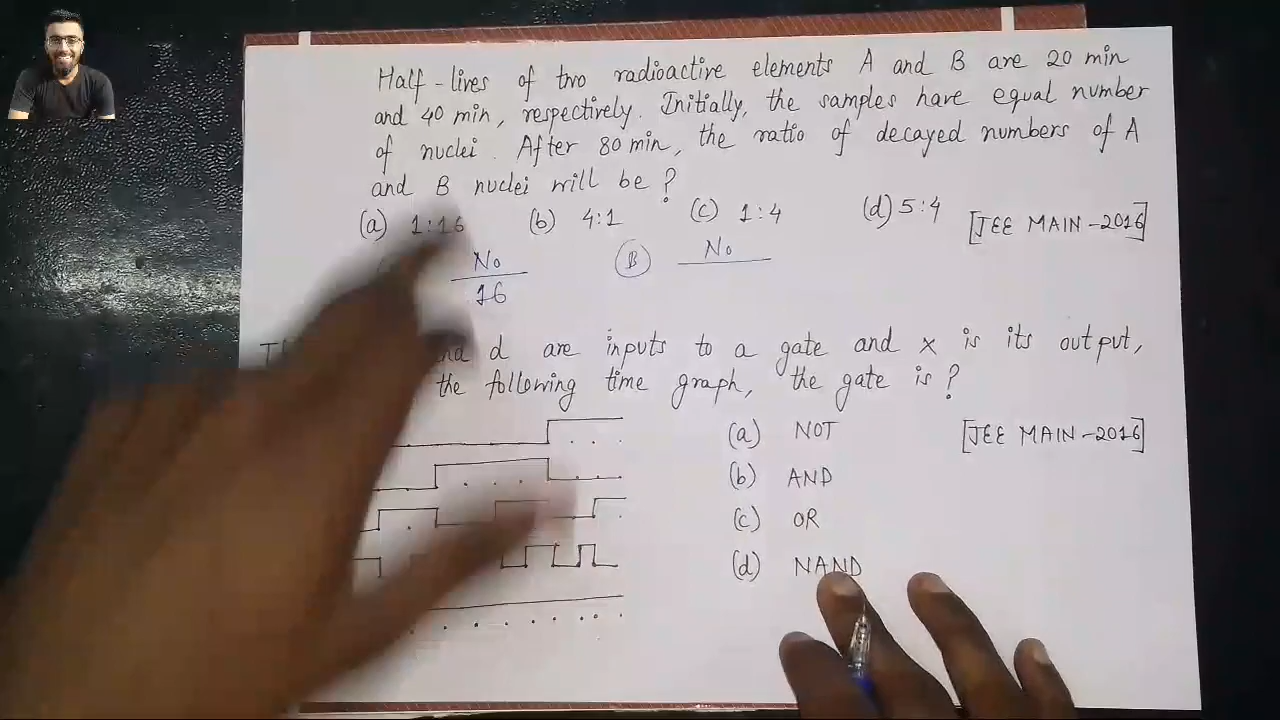 Half-lives of two radioactive elements A and B are 20 min
and 40 min, respectively. Initially, the samples have equal number
of nuclei. After 80 min, the ratio of decayed numbers of A
and B nuclei will be ?
(a) 1:16 (b) 4:1 (c) 1:4 (d) 5:4 [JEE MAIN -2016]
No
16
B No
d are inputs to a gate and x is its output,
the following time graph, the gate is ?
(a) NOT [JEE MAIN -2016]
(b) AND
(c) OR
(d) NAND